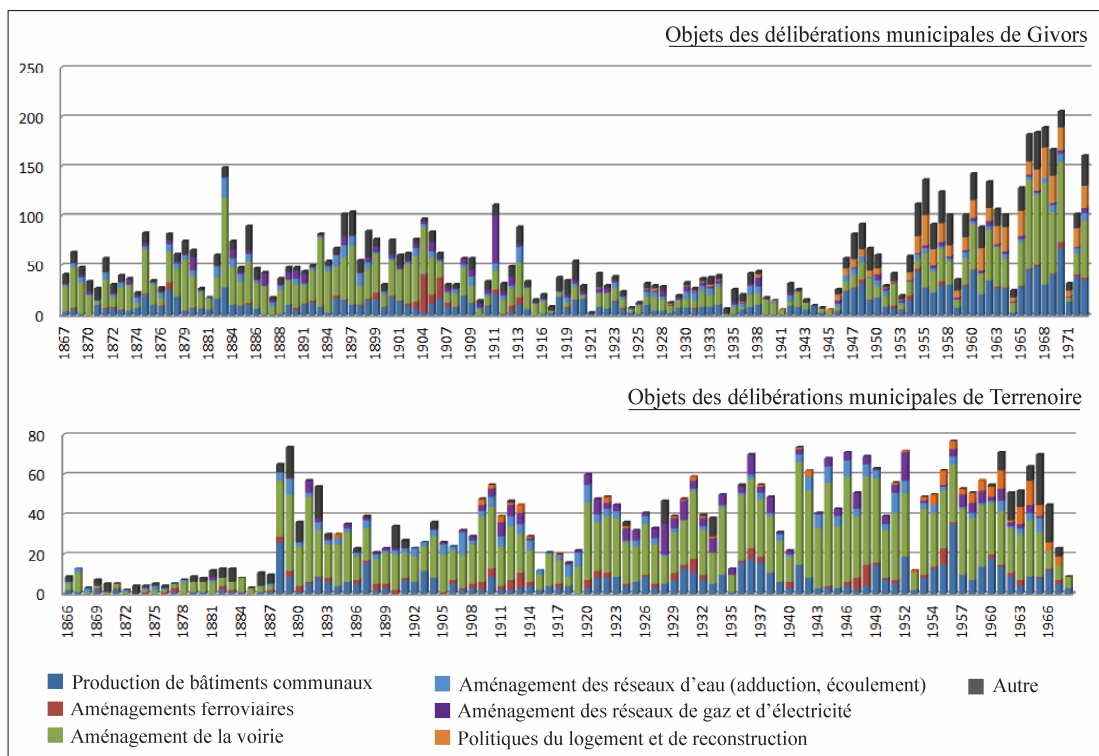 Objets des délibérations municipales de Givors
250
200
150
100
50
0
1867 1870 1872 1874 1877 1879 1881 1884 1886 1888 1891 1894 1897 1899 1901 1904 1906 1909 1911 1913 1916 1919 1921 1923 1925 1928 1930 1933 1935 1938 1941 1943 1945 1948 1950 1953 1955 1958 1960 1963 1965 1968 1971
Objets des délibérations municipales de Terrenoire
80
60
40
20
0
1866 1869 1872 1875 1878 1881 1884 1887 1890 1893 1896 1899 1902 1905 1908 1911 1914 1917 1920 1923 1926 1929 1932 1934 1937 1940 1943 1946 1949 1952 1954 1957 1960 1963 1966
Production de bâtiments communaux
Aménagements ferroviaires
Aménagement de la voirie
Aménagement des réseaux d'eau (adduction, écoulement)
Aménagement des réseaux de gaz et d'électricité
Politiques du logement et de reconstruction
Autre